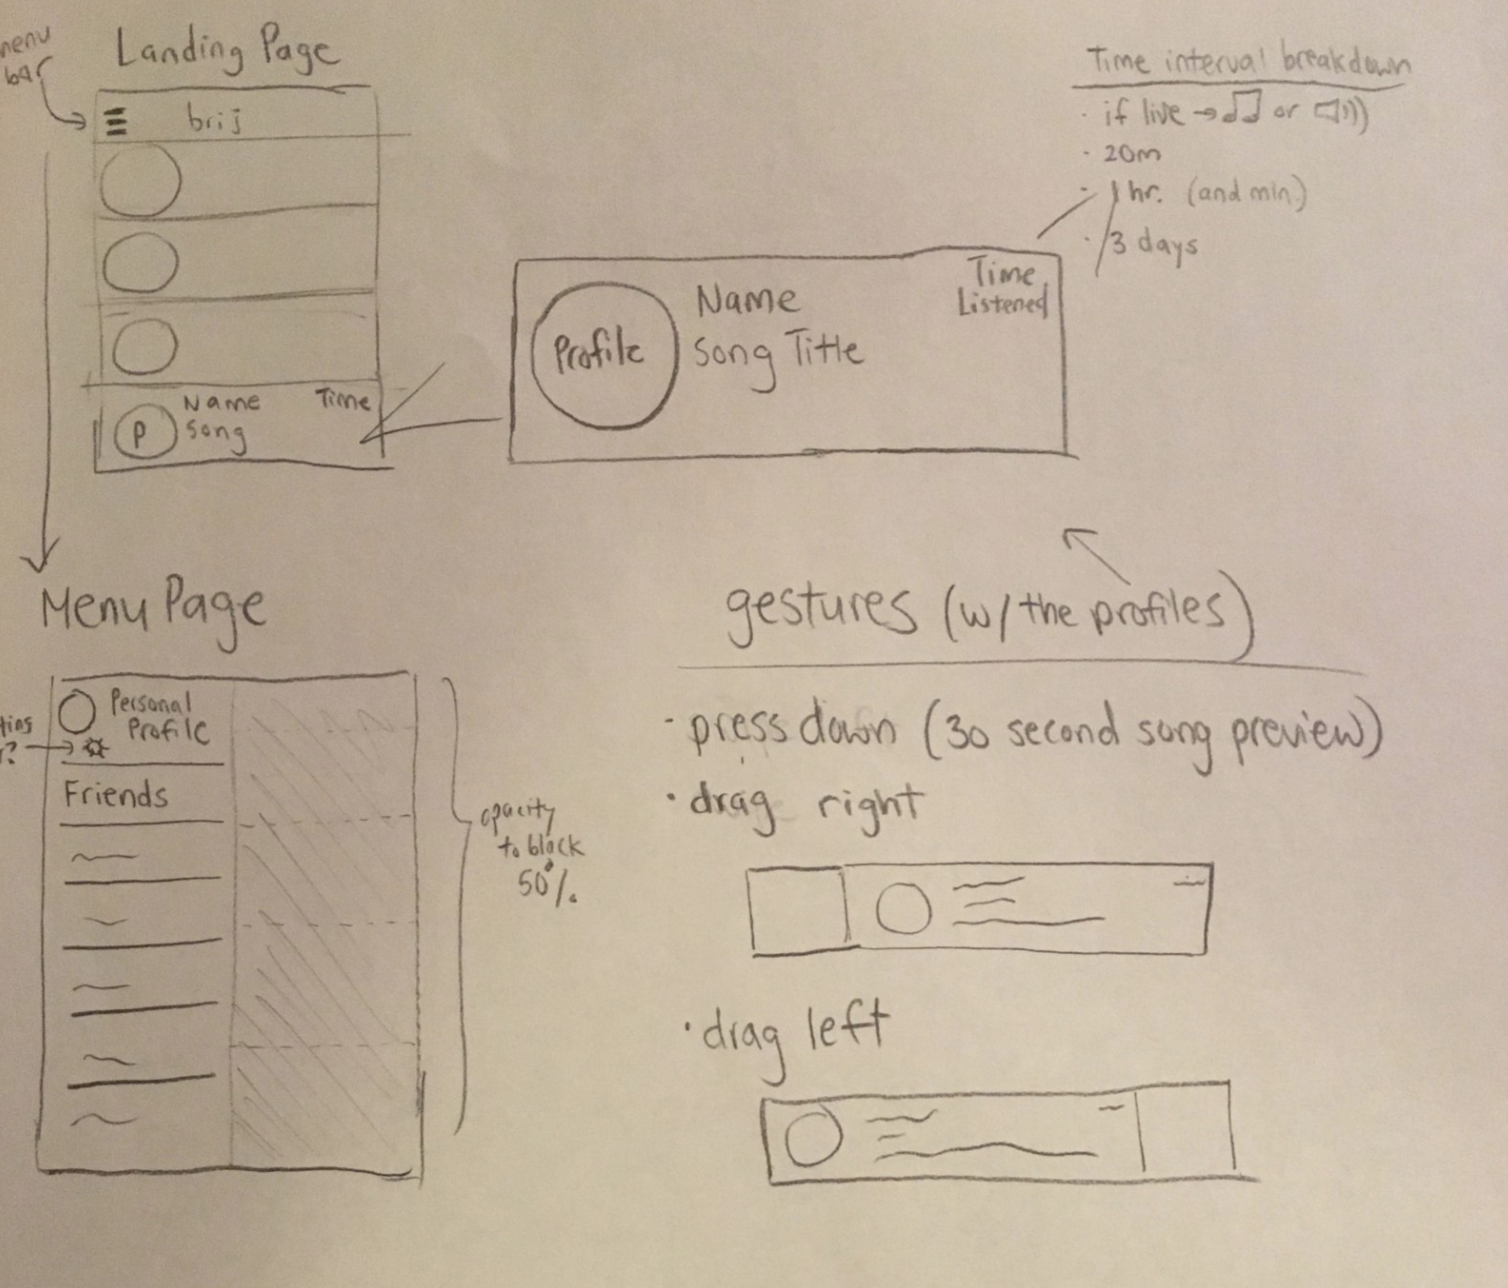 menu
bar
Landing Page
brij
Name Time
P
Song
Time interval breakdown
· if live → or
· 20m
· 1 hr. (and min.)
· 3 days
Profile
Name
Song Title
Time
Listened
Menu Page
Personal
Profile
Friends
opacity
to black
50%
gestures (w/ the profiles)
- press down (30 second song preview)
· drag right
· drag left